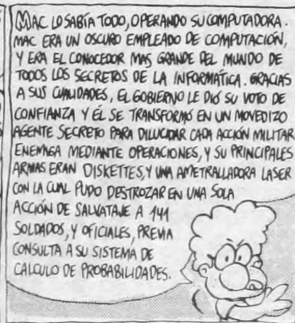 MAC LO SABÍA TODO, OPERANDO SU COMPUTADORA.
MAC ERA UN OSCURO EMPLEADO DE COMPUTACIÓN,
Y ERA EL CONOCEDOR MAS GRANDE DEL MUNDO DE
TODOS LOS SECRETOS DE LA INFORMÁTICA. GRACIAS
A SUS CUALIDADES, EL GOBIERNO LE DIÓ SU VOTO DE
CONFIANZA Y ÉL SE TRANSFORMÓ EN UN MOVEDIZO
AGENTE SECRETO PARA DILUCIDAR CADA ACCIÓN MILITAR
ENEMIGA MEDIANTE OPERACIONES, Y SU PRINCIPALES
ARMAS ERAN DISKETTES, Y UNA AMETRALLADORA LASER
CON LA CUAL PUDO DESTROZAR EN UNA SOLA
ACCIÓN DE SALVATAJE A 141
SOLDADOS, Y OFICIALES, PREVIA
CONSULTA A SU SISTEMA DE
CALCULO DE PROBABILIDADES.